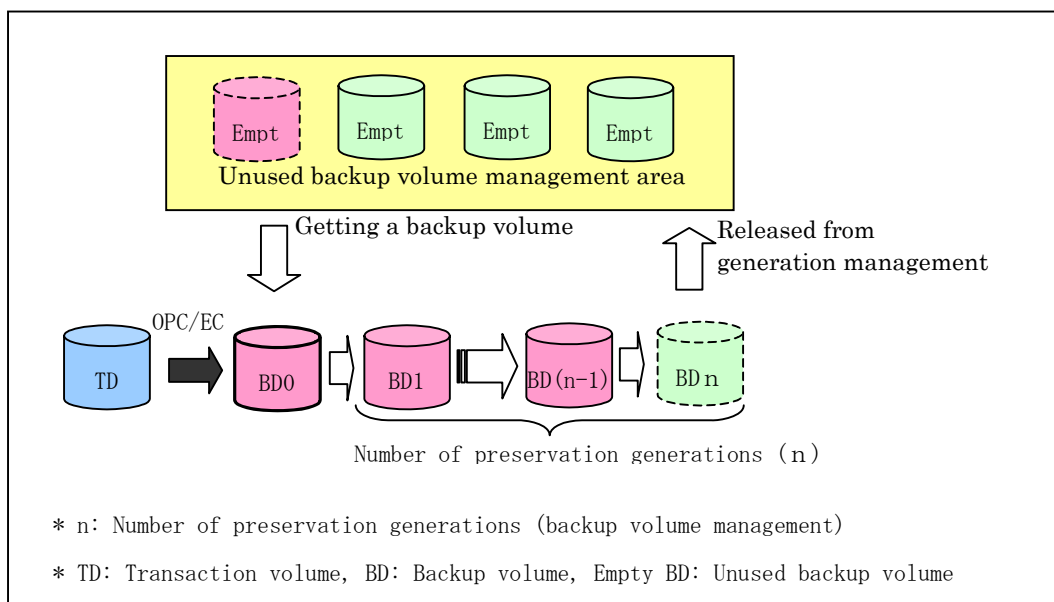 Empt
Empt
Empt
Empt
Unused backup volume management area
Getting a backup volume
Released from
generation management
OPC/EC
TD
BD0
BD1
BD(n-1)
BDn
Number of preservation generations (n)
* n: Number of preservation generations (backup volume management)
* TD: Transaction volume, BD: Backup volume, Empty BD: Unused backup volume